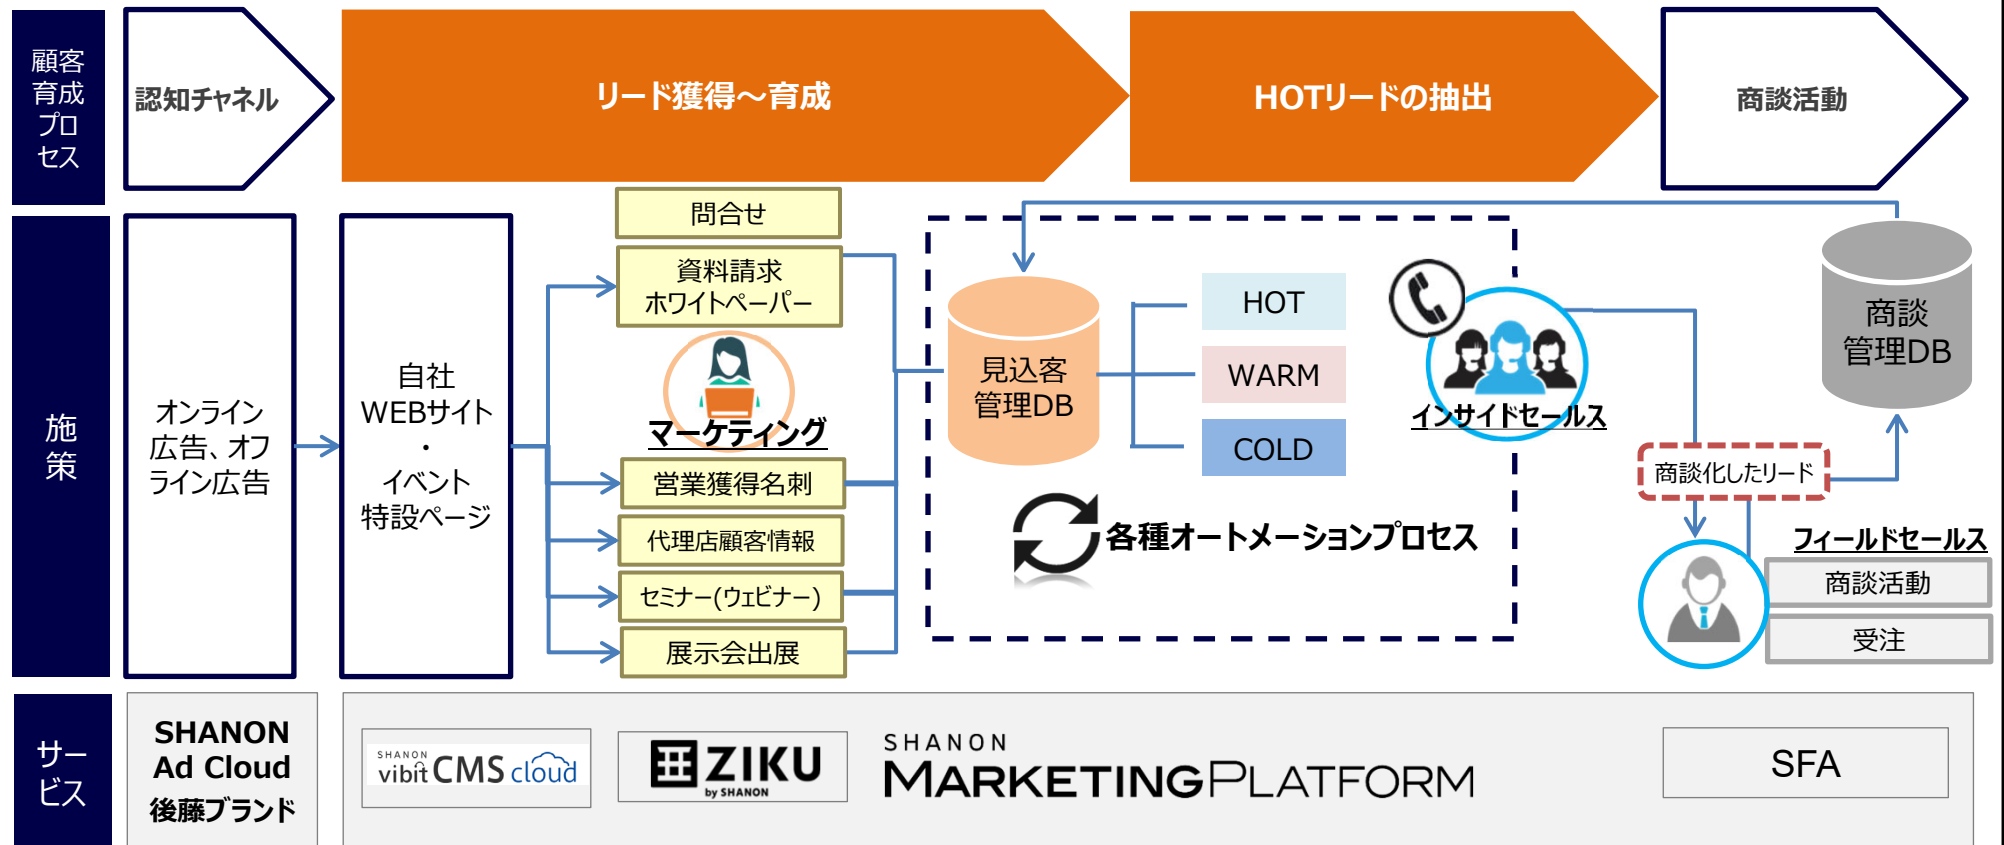 顧客
育成
プロ
セス
認知チャネル
リード獲得～育成
HOTリードの抽出
商談活動
施
策
オンライン
広告、オフ
ライン広告
自社
WEBサイト
・
イベント
特設ページ
問合せ
資料請求
ホワイトペーパー
マーケティング
営業獲得名刺
代理店顧客情報
セミナー(ウェビナー)
展示会出展
見込客
管理DB
HOT
WARM
COLD
各種オートメーションプロセス
インサイドセールス
商談
管理DB
商談化したリード
フィールドセールス
商談活動
受注
サー
ビス
SHANON
Ad Cloud
後藤ブランド
SHANON
vibit CMS cloud
ZIKU
by SHANON
SHANON
MARKETING PLATFORM
SFA